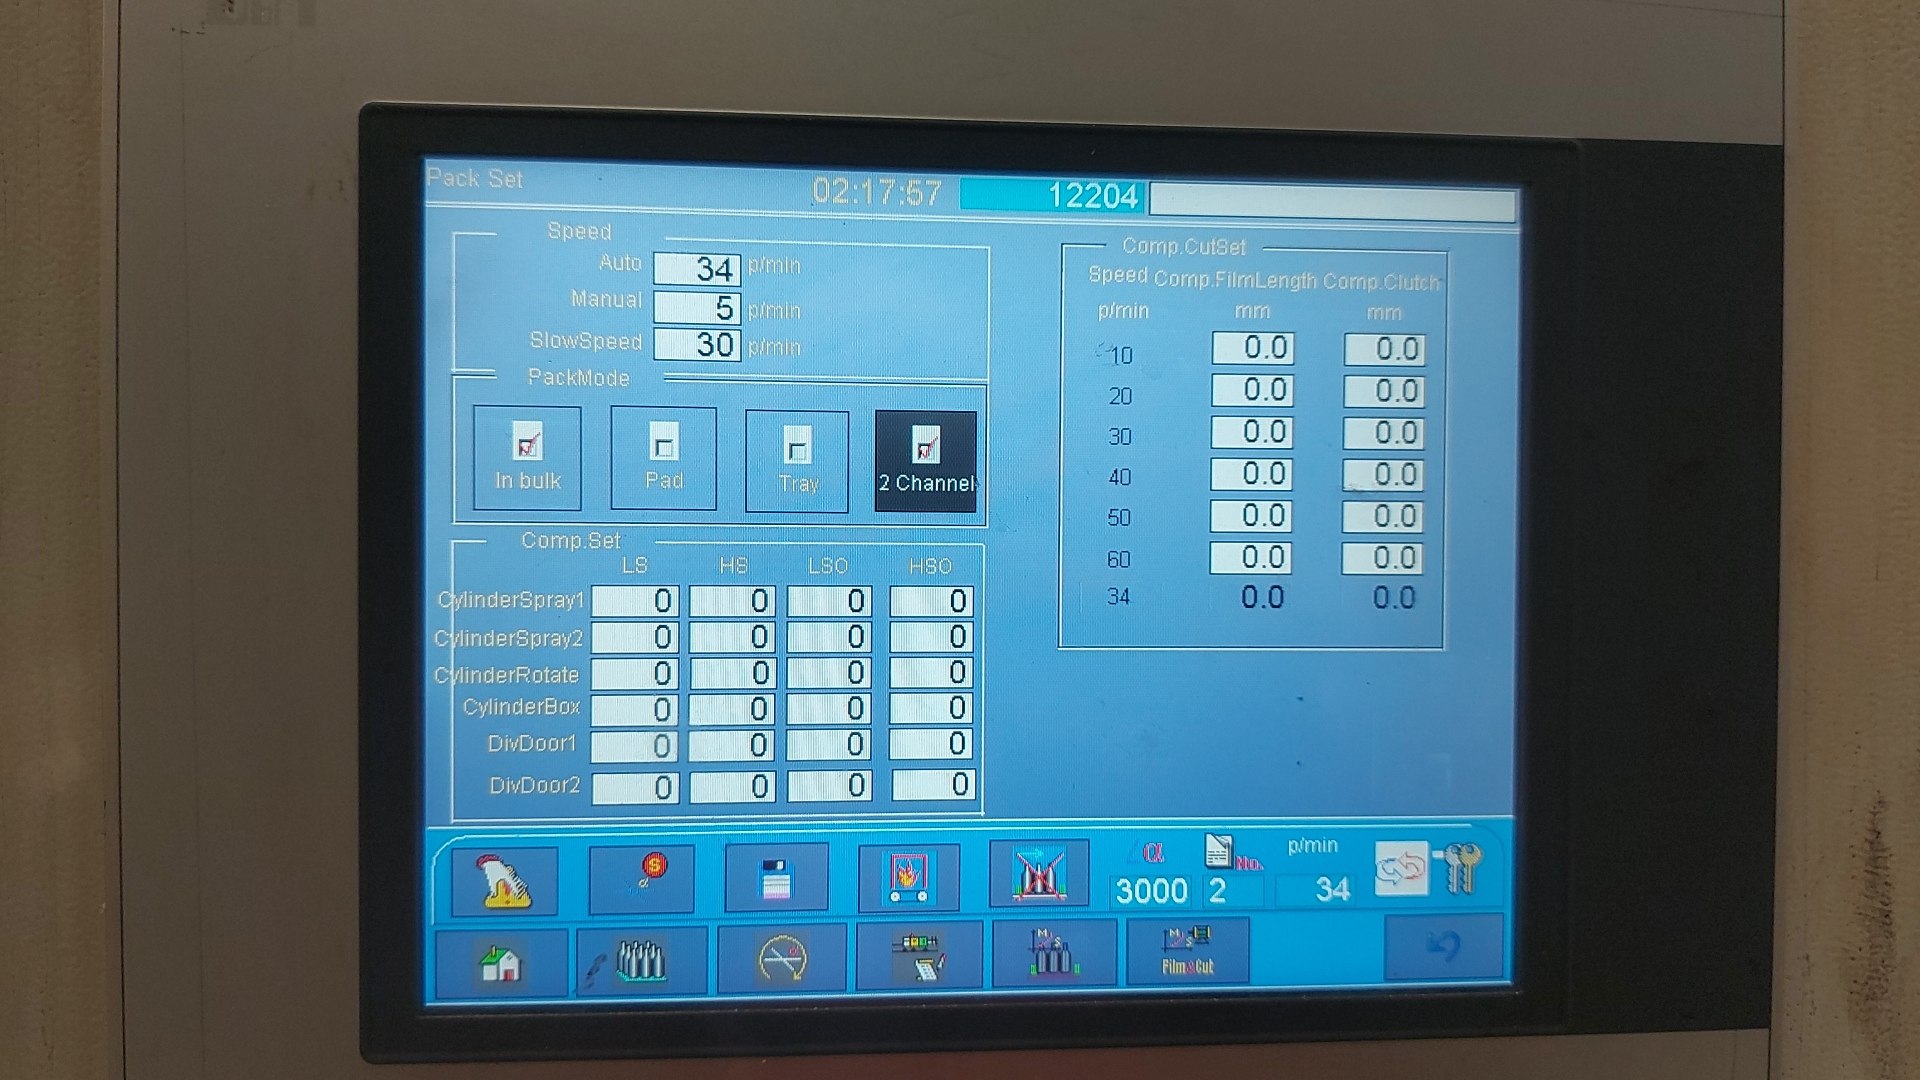 Pack Set 02:17:57 12204
Speed
Auto 34 p/min
Manual 5 p/min
SlowSpeed 30 p/min
PackMode
In bulk Pad Tray 2 Channel
Comp.Set
LS HS LSO HSO
CylinderSpray1 0 0 0 0
CylinderSpray2 0 0 0 0
CylinderRotate 0 0 0 0
CylinderBox 0 0 0 0
DivDoor1 0 0 0 0
DivDoor2 0 0 0 0
Comp.CutSet
Speed Comp.FilmLength Comp.Clutch
p/min mm mm
10 0.0 0.0
20 0.0 0.0
30 0.0 0.0
40 0.0 0.0
50 0.0 0.0
60 0.0 0.0
34 0.0 0.0
S α
∠α No. p/min
3000 2 34
M/S M/S
Film&Cut